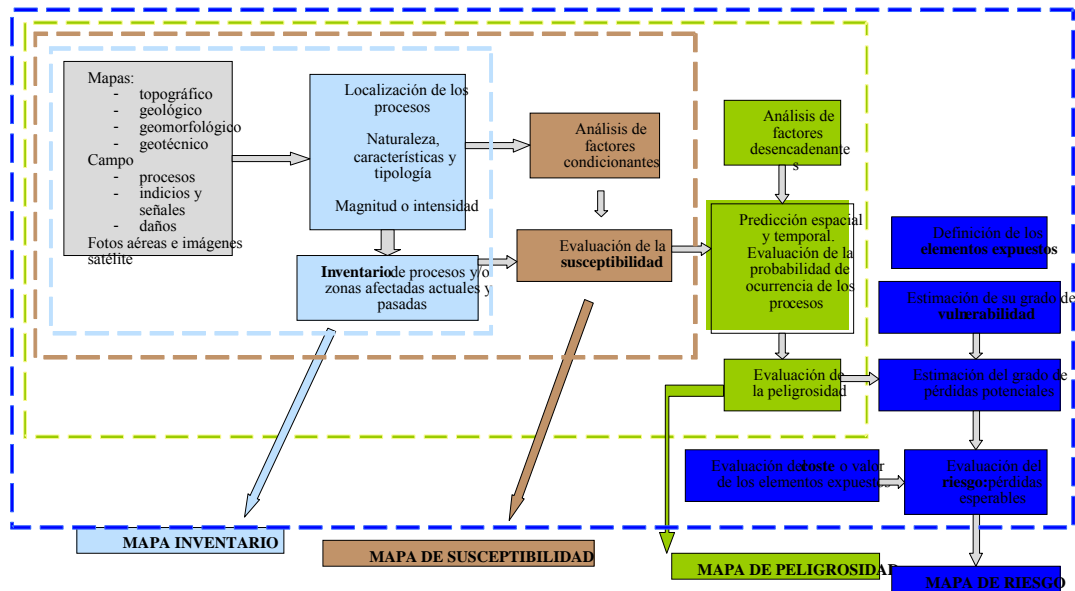 Mapas:
- topográfico
- geológico
- geomorfológico
- geotécnico
Campo
- procesos
- indicios y
señales
- daños
Fotos aéreas e imágenes
satélite
Localización de los
procesos
Naturaleza,
características y
tipología
Magnitud o intensidad
Inventario de procesos y/o
zonas afectadas actuales y
pasadas
Análisis de
factores
condicionantes
Evaluación de la
susceptibilidad
Análisis de
factores
desencadenante
s
Predicción espacial
y temporal.
Evaluación de la
probabilidad de
ocurrencia de los
procesos
Evaluación de
la peligrosidad
Definición de los
elementos expuestos
Estimación de su grado de
vulnerabilidad
Estimación del grado de
pérdidas potenciales
Evaluación del coste o valor
de los elementos expuestos
Evaluación del
riesgo: pérdidas
esperables
MAPA INVENTARIO
MAPA DE SUSCEPTIBILIDAD
MAPA DE PELIGROSIDAD
MAPA DE RIESGO